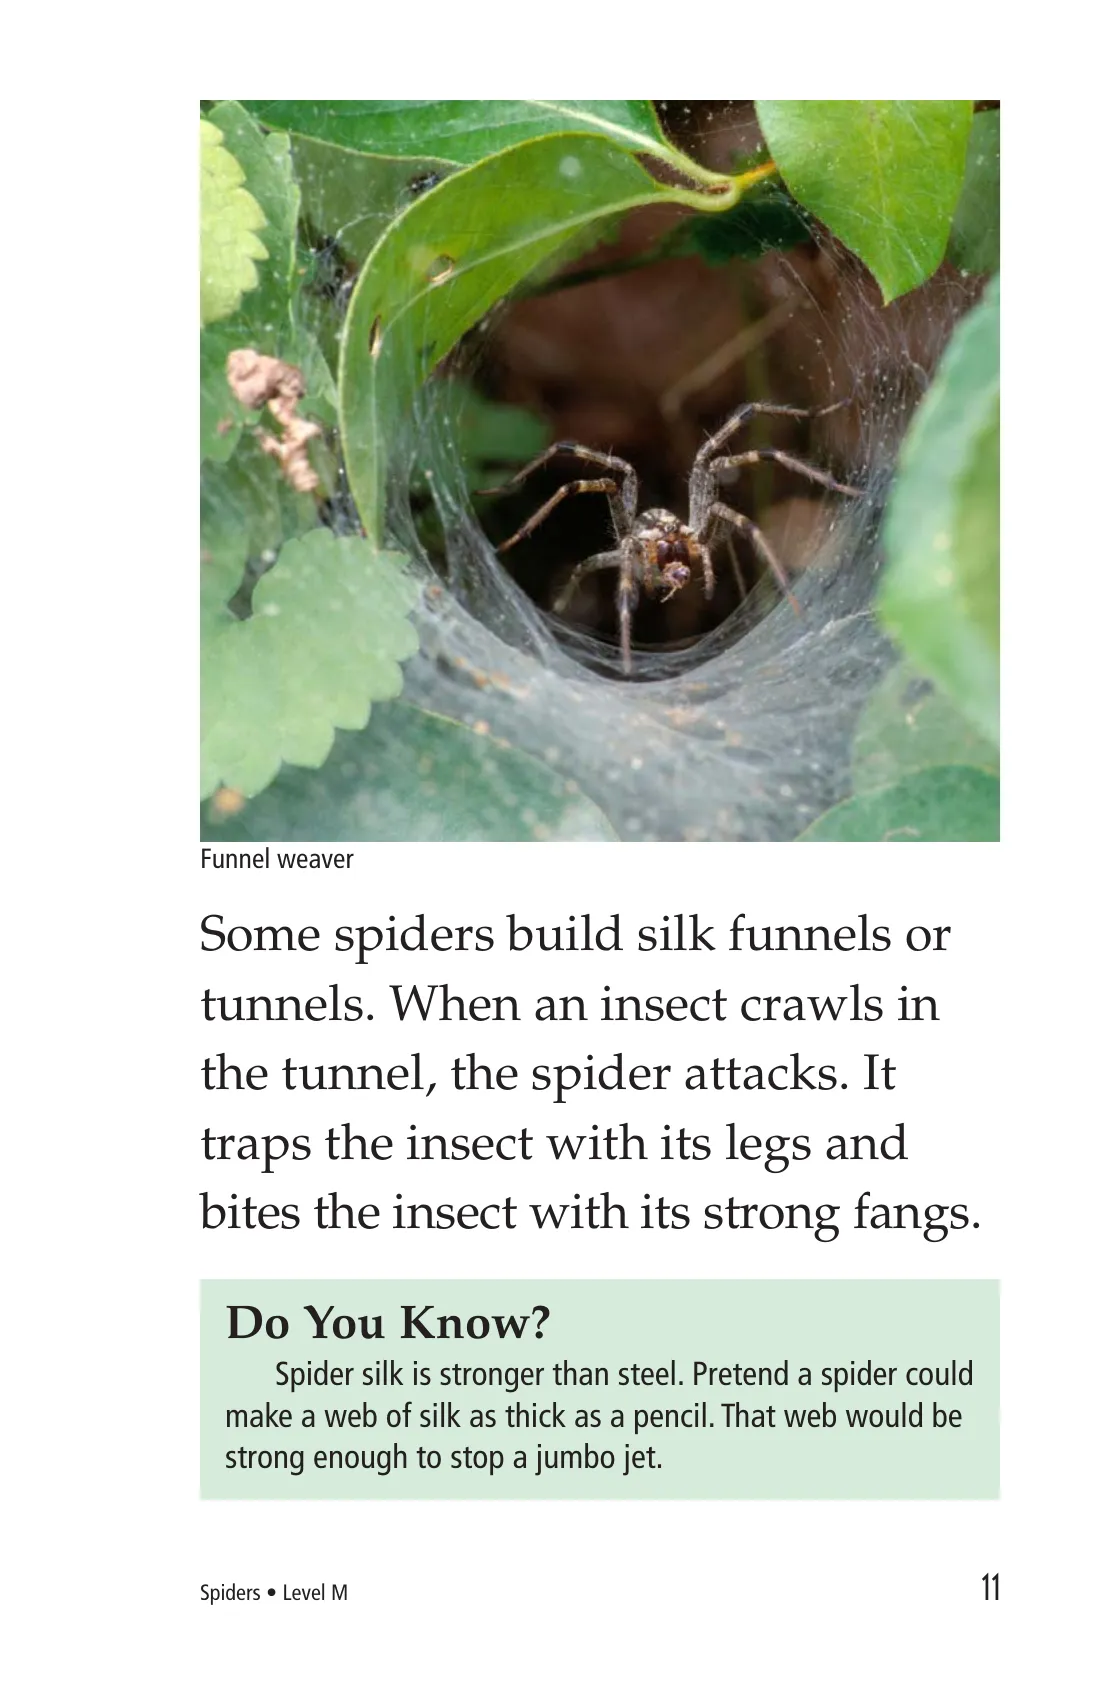 Funnel weaver
Some spiders build silk funnels or
tunnels. When an insect crawls in
the tunnel, the spider attacks. It
traps the insect with its legs and
bites the insect with its strong fangs.
Do You Know?
Spider silk is stronger than steel. Pretend a spider could
make a web of silk as thick as a pencil. That web would be
strong enough to stop a jumbo jet.
Spiders • Level M
11